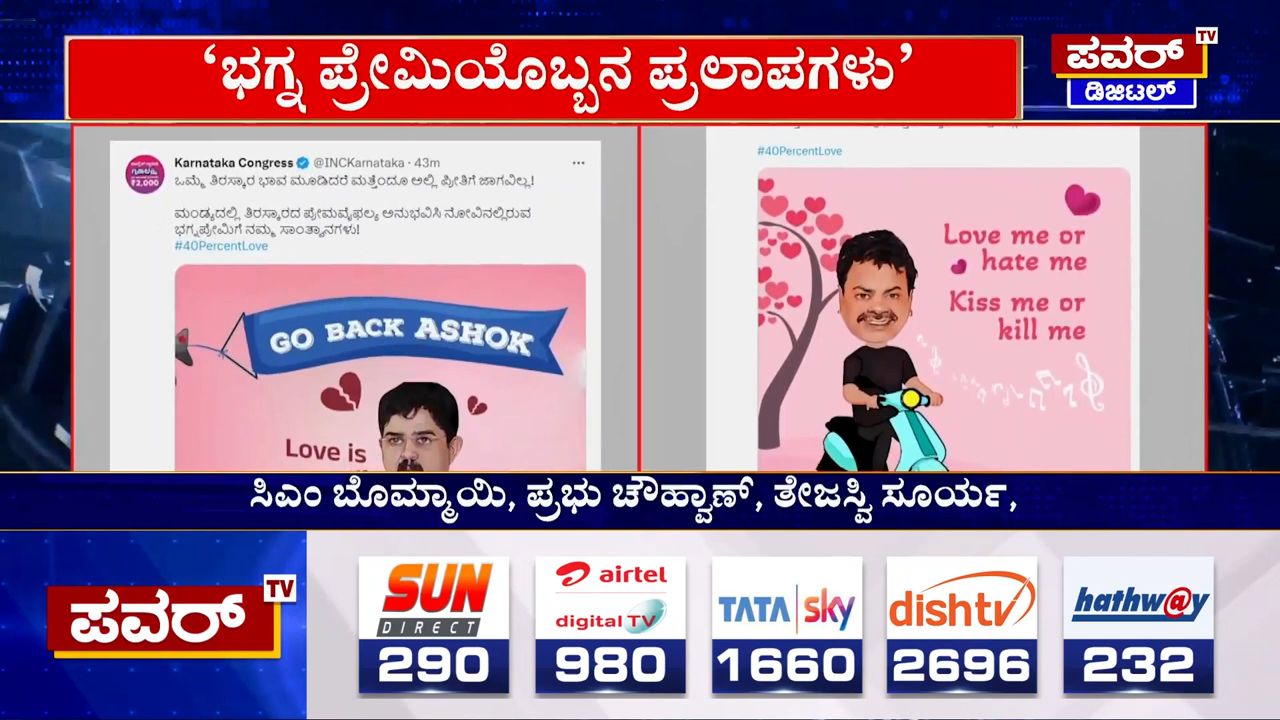 ‘ಭಗ್ನ ಪ್ರೇಮಿಯೊಬ್ಬನ ಪ್ರಲಾಪಗಳು’
ಪವರ್ TV
ಡಿಜಿಟಲ್
Karnataka Congress @INCKarnataka · 43m
ಒಮ್ಮೆ ತಿರಸ್ಕಾರ ಭಾವ ಮೂಡಿದರೆ ಮತ್ತೆಂದೂ ಅಲ್ಲಿ ಪ್ರೀತಿಗೆ ಜಾಗವಿಲ್ಲ!
ಮಂಡ್ಯದಲ್ಲಿ ತಿರಸ್ಕಾರದ ಪ್ರೇಮವೈಫಲ್ಯ ಅನುಭವಿಸಿ ನೋವಿನಲ್ಲಿರುವ
ಭಗ್ನಪ್ರೇಮಿಗೆ ನಮ್ಮ ಸಾಂತ್ವಾನಗಳು!
#40PercentLove
₹2,000
GO BACK ASHOK
Love is
#40PercentLove
Love me or
hate me
Kiss me or
kill me
ಸಿಎಂ ಬೊಮ್ಮಾಯಿ, ಪ್ರಭು ಚೌಹ್ವಾಣ್, ತೇಜಸ್ವಿ ಸೂರ್ಯ,
ಪವರ್ TV
SUN
DIRECT
290
airtel
digital TV
980
TATA sky
1660
dishtv
2696
hathw@y
232